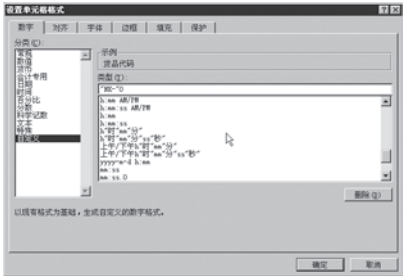 设置单元格格式
数字 对齐 字体 边框 填充 保护
分类(C):
常规
数值
货币
会计专用
日期
时间
百分比
分数
科学记数
文本
特殊
自定义
示例
货品代码
类型(T):
"HK-"0
h:mm AM/PM
h:mm:ss AM/PM
h:mm
h:mm:ss
h"时"mm"分"
h"时"mm"分"ss"秒"
上午/下午h"时"mm"分"
上午/下午h"时"mm"分"ss"秒"
yyyy-m-d h:mm
mm:ss
mm:ss.0
删除(D)
以现有格式为基础，生成自定义的数字格式。
确定 取消